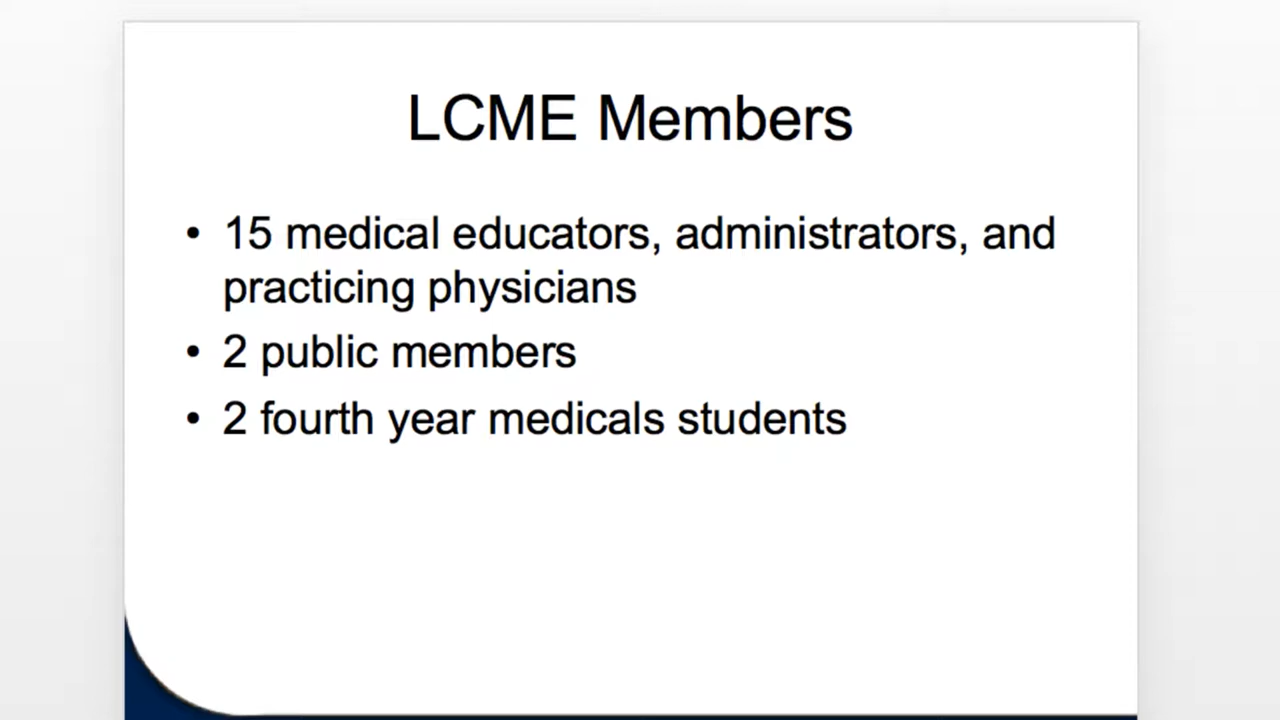 LCME Members
• 15 medical educators, administrators, and
practicing physicians
• 2 public members
• 2 fourth year medicals students